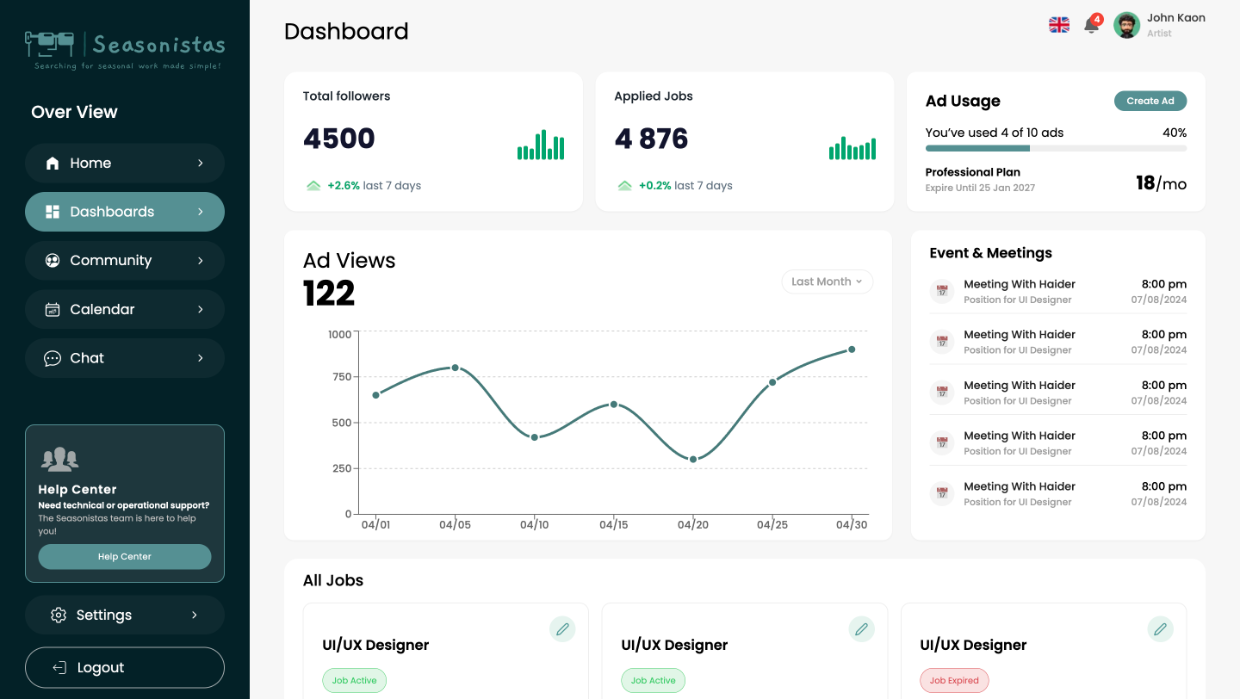 Seasonistas
Searching for seasonal work made simple!
Over View
Home
Dashboards
Community
Calendar
Chat
Help Center
Need technical or operational support?
The Seasonistas team is here to help
you!
Help Center
Settings
Logout
Dashboard
4
John Kaon
Artist
Total followers
4500
+2.6% last 7 days
Applied Jobs
4 876
+0.2% last 7 days
Ad Usage
Create Ad
You've used 4 of 10 ads
40%
Professional Plan
Expire Until 25 Jan 2027
18/mo
Ad Views
122
Last Month
1000
750
500
250
0
04/01 04/05 04/10 04/15 04/20 04/25 04/30
Event & Meetings
17
Meeting With Haider 8:00 pm
Position for UI Designer 07/08/2024
17
Meeting With Haider 8:00 pm
Position for UI Designer 07/08/2024
17
Meeting With Haider 8:00 pm
Position for UI Designer 07/08/2024
17
Meeting With Haider 8:00 pm
Position for UI Designer 07/08/2024
17
Meeting With Haider 8:00 pm
Position for UI Designer 07/08/2024
All Jobs
UI/UX Designer
Job Active
UI/UX Designer
Job Active
UI/UX Designer
Job Expired